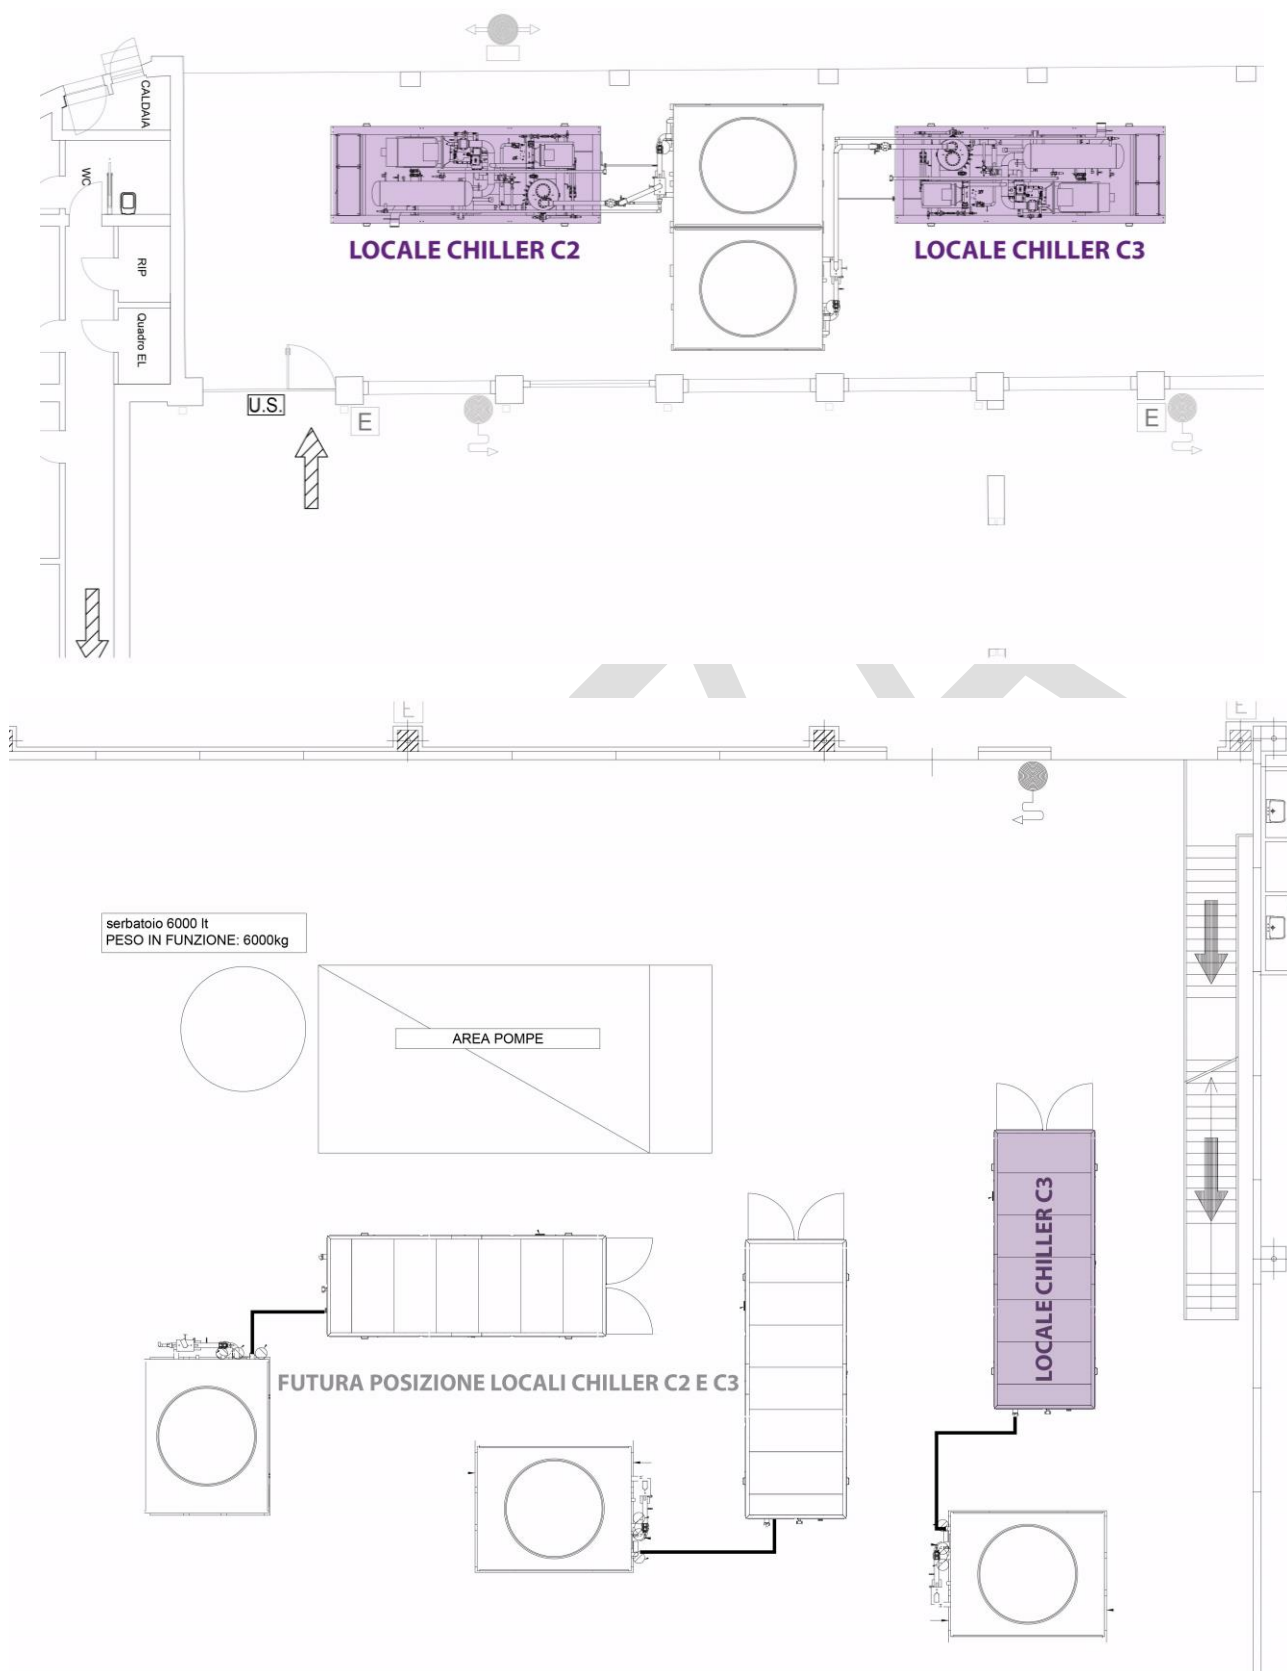 CALDAIA
WC
RIP
Quadro EL
LOCALE CHILLER C2
LOCALE CHILLER C3
U.S.
E
E
E
E
serbatoio 6000 lt
PESO IN FUNZIONE: 6000kg
AREA POMPE
LOCALE CHILLER C3
FUTURA POSIZIONE LOCALI CHILLER C2 E C3